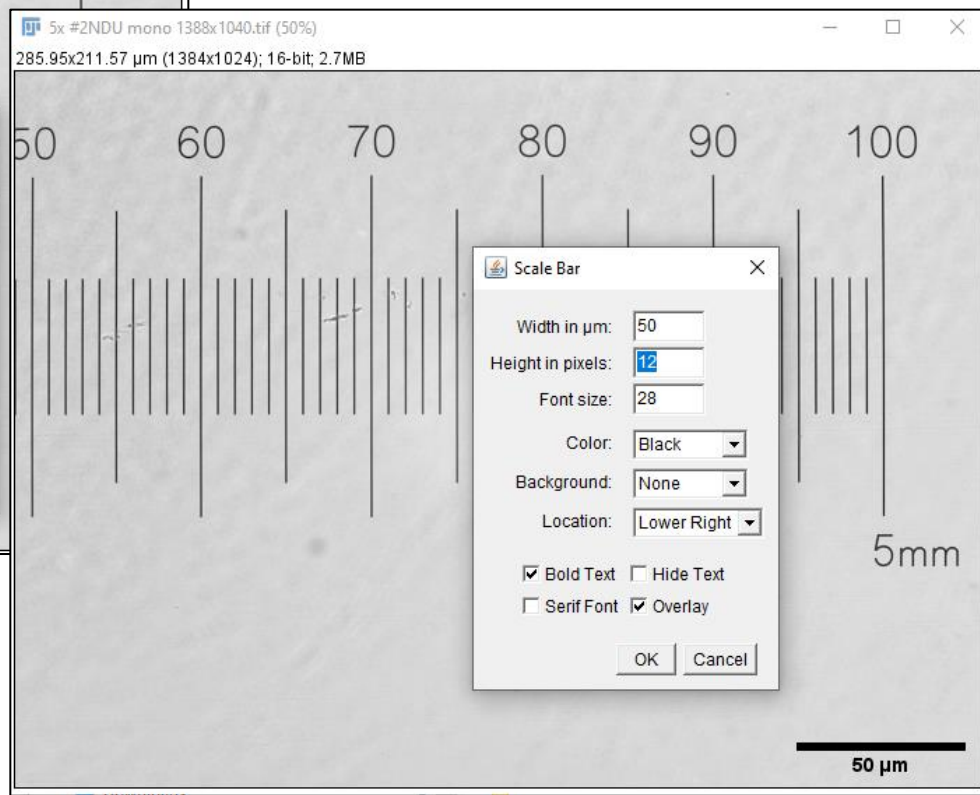 5x #2NDU mono 1388x1040.tif (50%)
285.95x211.57 µm (1384x1024); 16-bit; 2.7MB
50 60 70 80 90 100
Scale Bar
Width in µm: 50
Height in pixels: 12
Font size: 28
Color: Black
Background: None
Location: Lower Right
Bold Text Hide Text
Serif Font Overlay
OK Cancel
5mm
50 µm